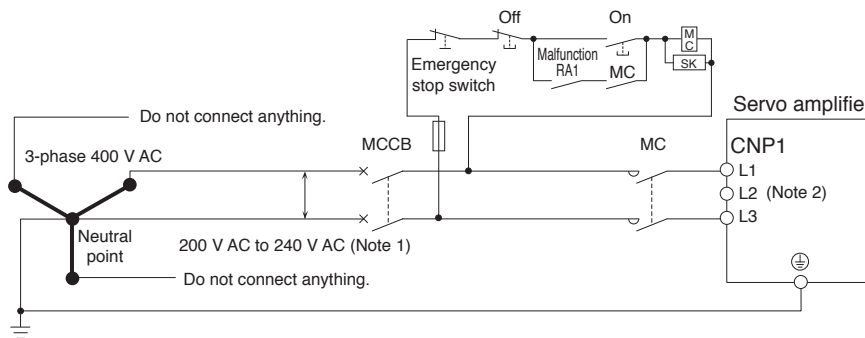 Off
On
Malfunction
RA1
MC
M
C
SK
Emergency
stop switch
Servo amplifie
Do not connect anything.
MCCB
MC
CNP1
3-phase 400 V AC
L1
L2 (Note 2)
L3
Neutral
point
200 V AC to 240 V AC (Note 1)
Do not connect anything.